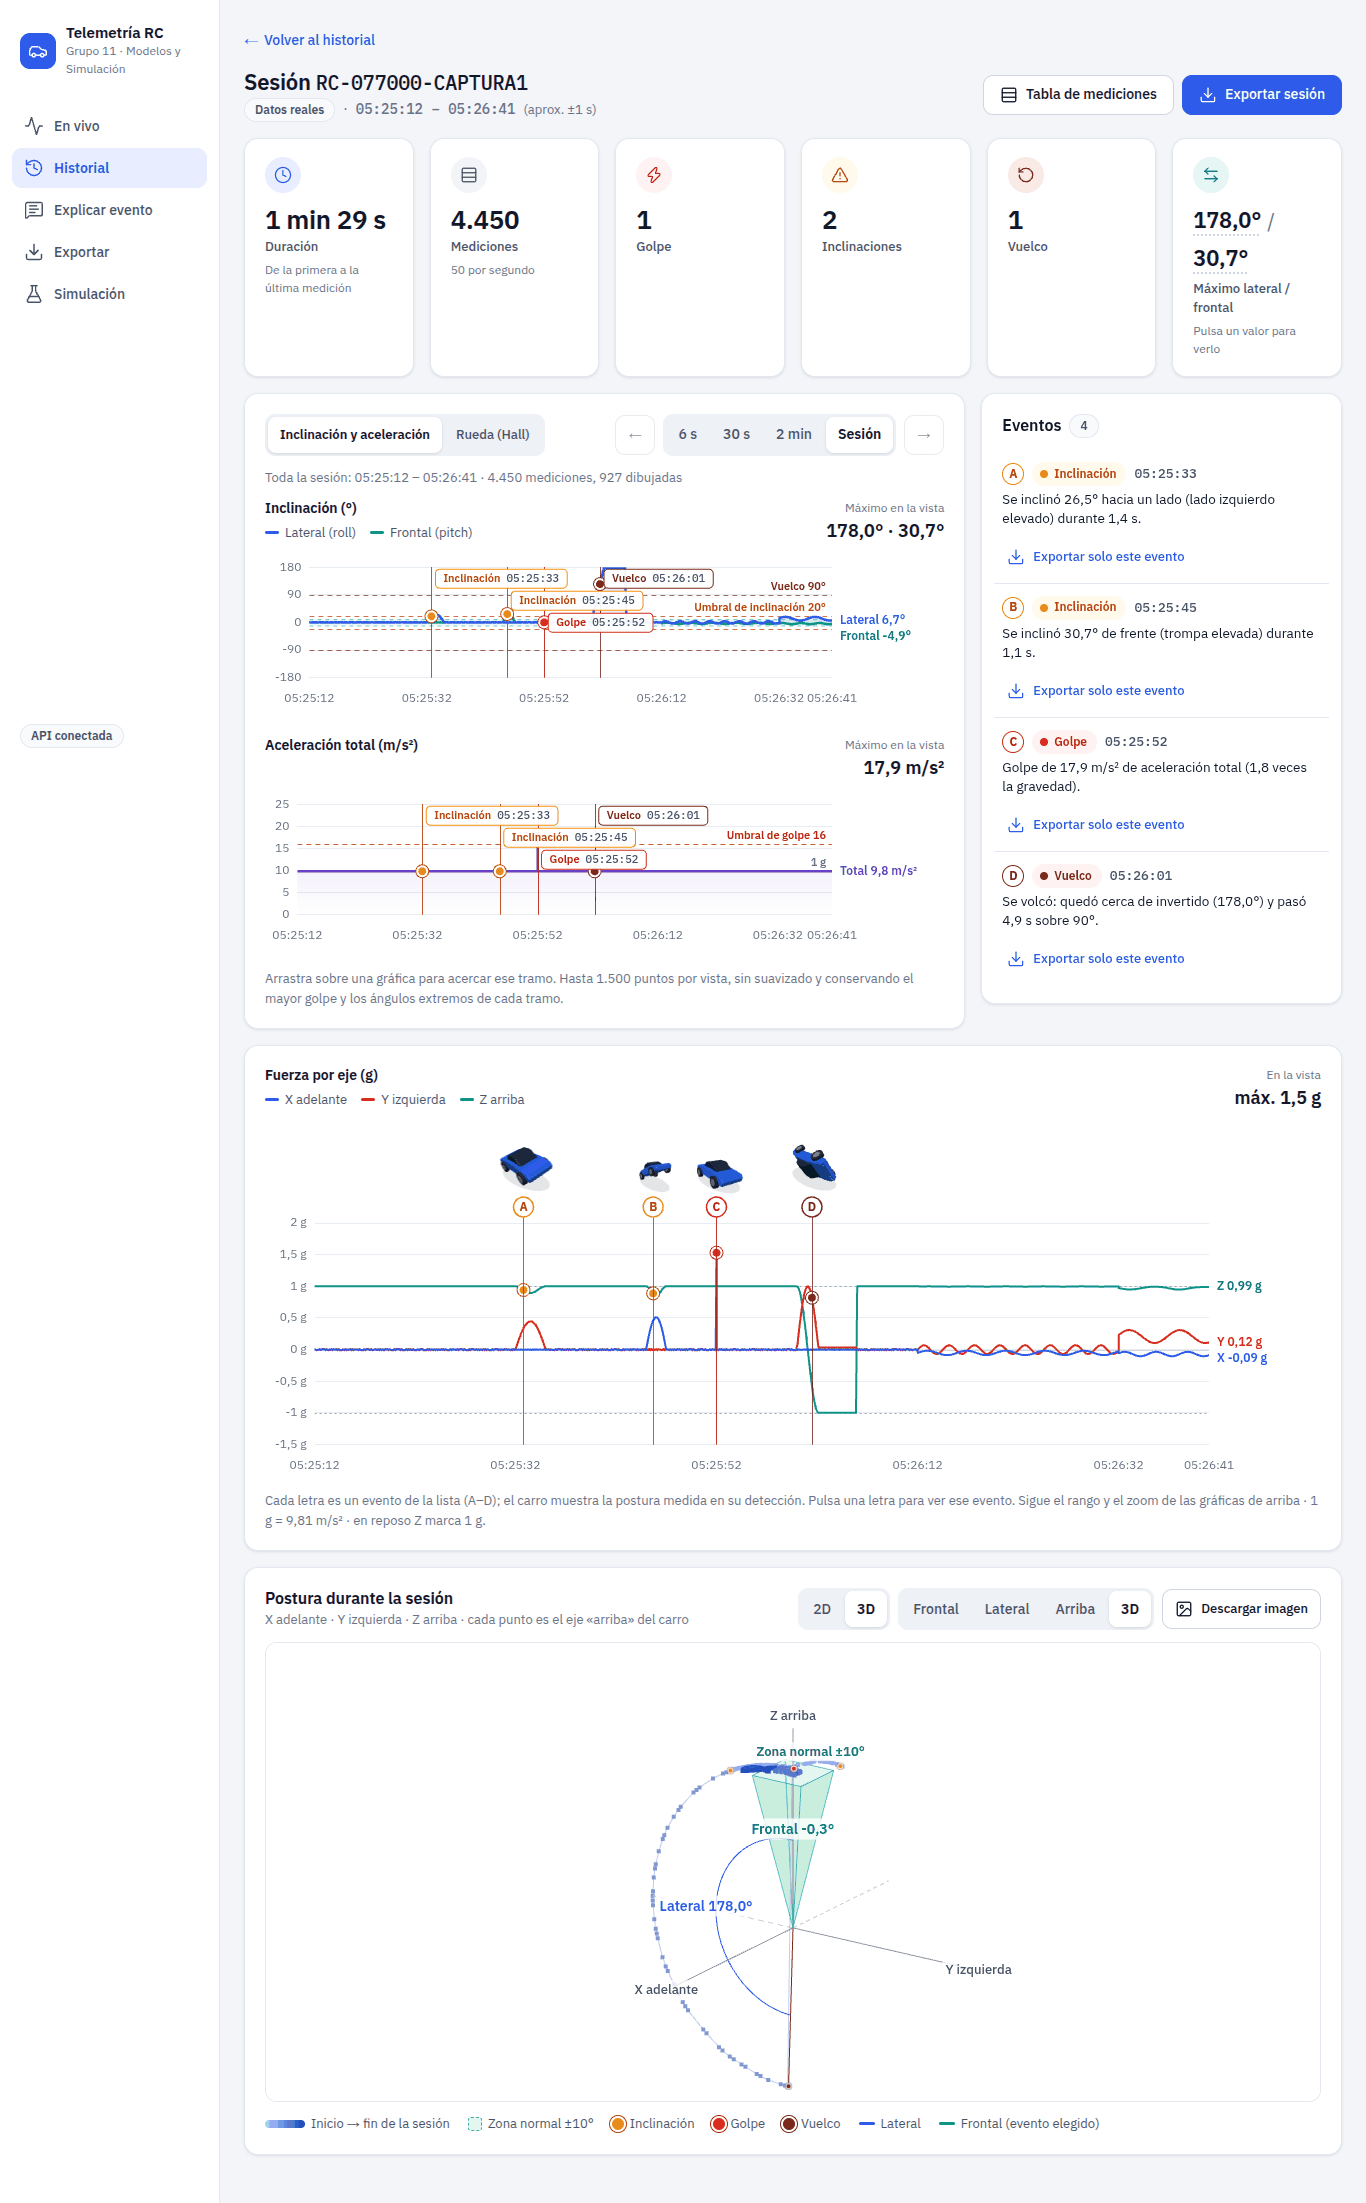 Telemetría RC
Grupo 11 · Modelos y
Simulación
En vivo
Historial
Explicar evento
Exportar
Simulación
API conectada
← Volver al historial
Sesión RC-077000-CAPTURA1
Datos reales · 05:25:12 – 05:26:41 (aprox. ±1 s)
Tabla de mediciones
Exportar sesión
1 min 29 s
Duración
De la primera a la
última medición
4.450
Mediciones
50 por segundo
1
Golpe
2
Inclinaciones
1
Vuelco
178,0° /
30,7°
Máximo lateral /
frontal
Pulsa un valor para
verlo
Inclinación y aceleración Rueda (Hall)
← 6 s 30 s 2 min Sesión →
Toda la sesión: 05:25:12 – 05:26:41 · 4.450 mediciones, 927 dibujadas
Inclinación (°)
Máximo en la vista
Lateral (roll) Frontal (pitch)
178,0° · 30,7°
180
90
0
-90
-180
Inclinación 05:25:33
Vuelco 05:26:01
Inclinación 05:25:45
Golpe 05:25:52
Vuelco 90°
Umbral de inclinación 20°
Lateral 6,7°
Frontal -4,9°
05:25:12 05:25:32 05:25:52 05:26:12 05:26:32 05:26:41
Aceleración total (m/s²)
Máximo en la vista
17,9 m/s²
25
20
15
10
5
0
Inclinación 05:25:33
Vuelco 05:26:01
Inclinación 05:25:45
Golpe 05:25:52
Umbral de golpe 16
1 g
Total 9,8 m/s²
05:25:12 05:25:32 05:25:52 05:26:12 05:26:32 05:26:41
Arrastra sobre una gráfica para acercar ese tramo. Hasta 1.500 puntos por vista, sin suavizado y conservando el
mayor golpe y los ángulos extremos de cada tramo.
Eventos 4
A Inclinación 05:25:33
Se inclinó 26,5° hacia un lado (lado izquierdo
elevado) durante 1,4 s.
Exportar solo este evento
B Inclinación 05:25:45
Se inclinó 30,7° de frente (trompa elevada) durante
1,1 s.
Exportar solo este evento
C Golpe 05:25:52
Golpe de 17,9 m/s² de aceleración total (1,8 veces
la gravedad).
Exportar solo este evento
D Vuelco 05:26:01
Se volcó: quedó cerca de invertido (178,0°) y pasó
4,9 s sobre 90°.
Exportar solo este evento
Fuerza por eje (g)
En la vista
X adelante Y izquierda Z arriba
máx. 1,5 g
A B C D
2 g
1,5 g
1 g
0,5 g
0 g
-0,5 g
-1 g
-1,5 g
Z 0,99 g
Y 0,12 g
X -0,09 g
05:25:12 05:25:32 05:25:52 05:26:12 05:26:32 05:26:41
Cada letra es un evento de la lista (A–D); el carro muestra la postura medida en su detección. Pulsa una letra para ver ese evento. Sigue el rango y el zoom de las gráficas de arriba · 1
g = 9,81 m/s² · en reposo Z marca 1 g.
Postura durante la sesión
X adelante · Y izquierda · Z arriba · cada punto es el eje «arriba» del carro
2D 3D
Frontal Lateral Arriba 3D
Descargar imagen
Z arriba
Zona normal ±10°
Frontal -0,3°
Lateral 178,0°
Y izquierda
X adelante
Inicio → fin de la sesión Zona normal ±10° Inclinación Golpe Vuelco Lateral Frontal (evento elegido)